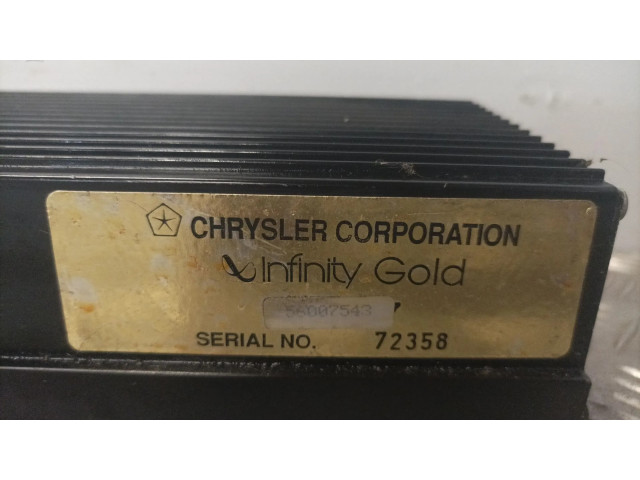 CHRYSLER CORPORATION
Infinity Gold
56007543
SERIAL NO. 72358